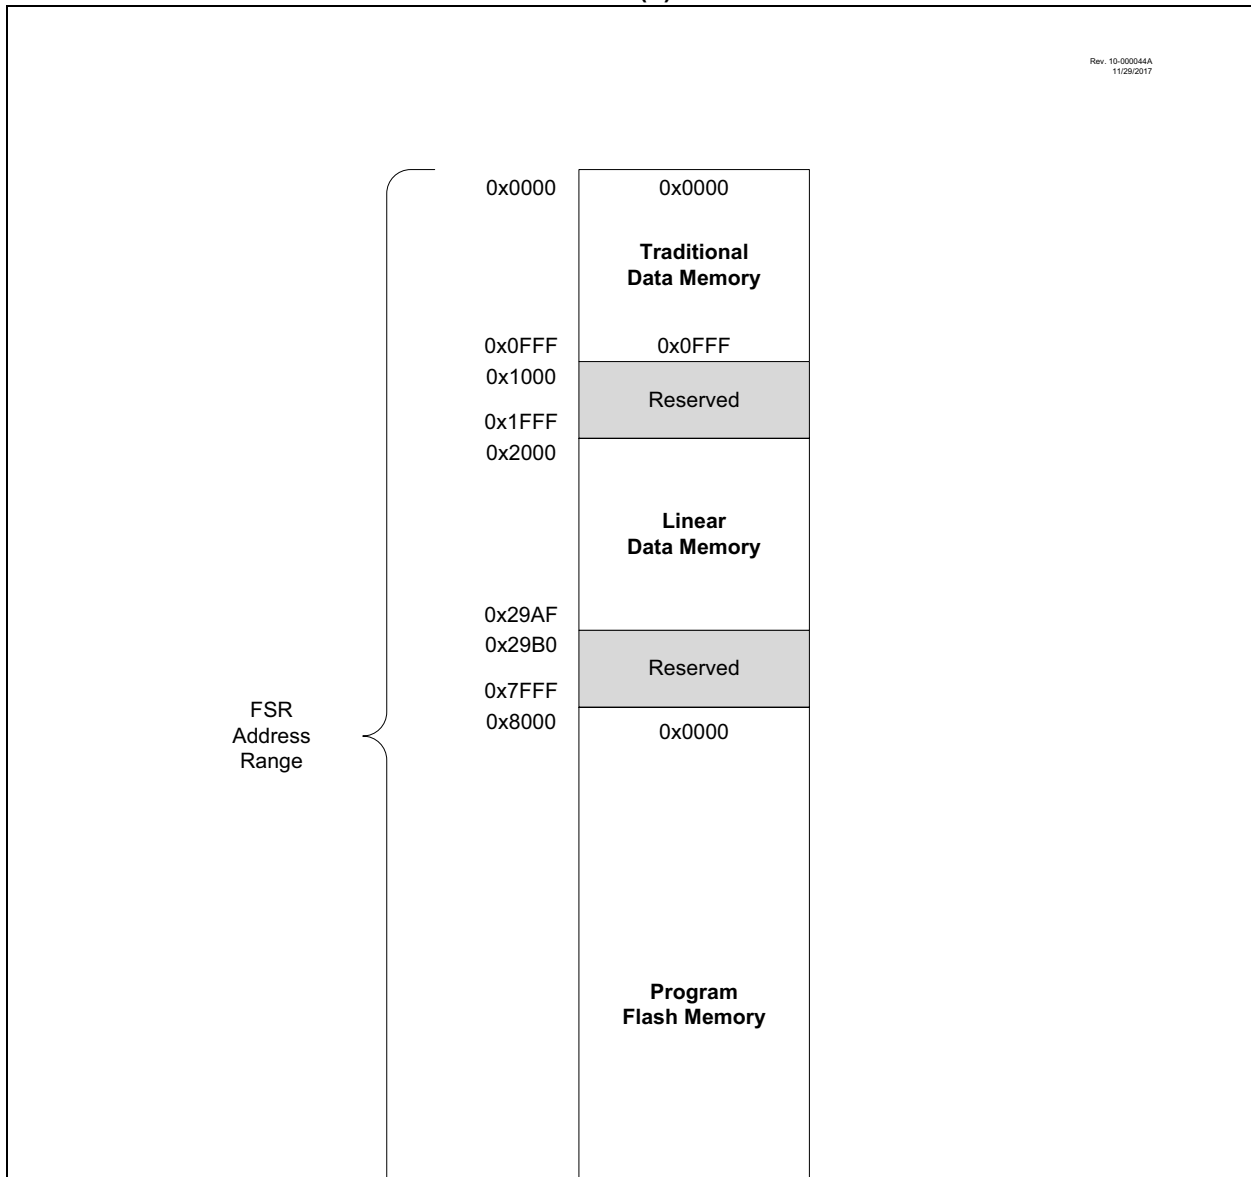 Rev. 10-000044A
11/29/2017
0x0000 0x0000
Traditional
Data Memory
0x0FFF 0x0FFF
0x1000
Reserved
0x1FFF
0x2000
Linear
Data Memory
0x29AF
0x29B0
Reserved
0x7FFF
0x8000 0x0000
FSR
Address
Range
Program
Flash Memory